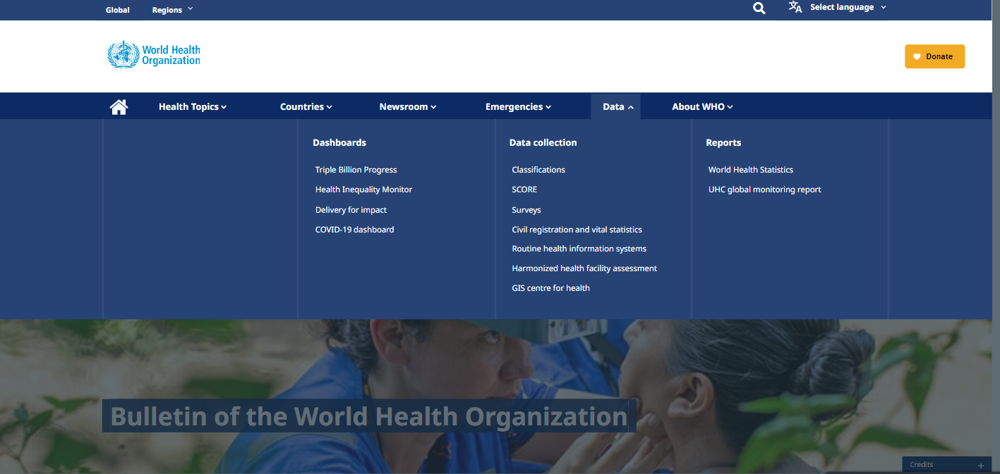 Global Regions
Select language
World Health
Organization
Donate
Health Topics Countries Newsroom Emergencies Data About WHO
Dashboards
Triple Billion Progress
Health Inequality Monitor
Delivery for impact
COVID-19 dashboard
Data collection
Classifications
SCORE
Surveys
Civil registration and vital statistics
Routine health information systems
Harmonized health facility assessment
GIS centre for health
Reports
World Health Statistics
UHC global monitoring report
Bulletin of the World Health Organization
Credits +